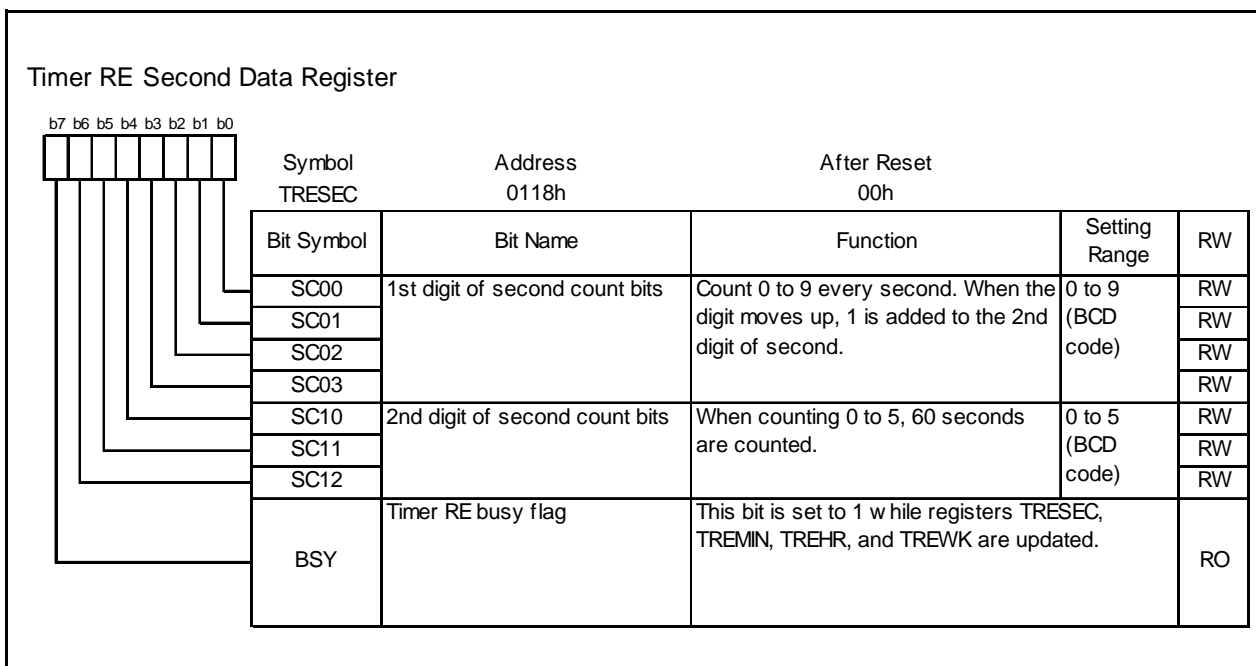 Timer RE Second Data Register
b7 b6 b5 b4 b3 b2 b1 b0
Symbol Address After Reset
TRESEC 0118h 00h
Bit Symbol Bit Name Function Setting Range RW
SC00 1st digit of second count bits Count 0 to 9 every second. When the 0 to 9 RW
SC01 digit moves up, 1 is added to the 2nd (BCD RW
SC02 digit of second. code) RW
SC03 RW
SC10 2nd digit of second count bits When counting 0 to 5, 60 seconds 0 to 5 RW
SC11 are counted. (BCD RW
SC12 code) RW
Timer RE busy flag This bit is set to 1 w hile registers TRESEC,
TREMIN, TREHR, and TREWK are updated.
BSY RO